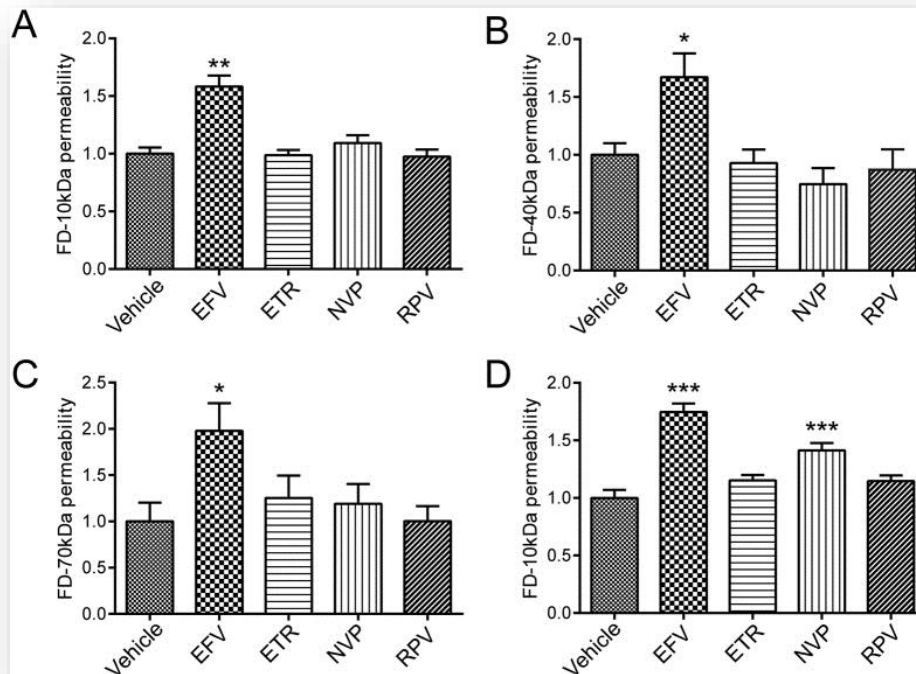 A
FD-10kDa permeability
2.0
1.5
1.0
0.5
0.0
**
Vehicle
EFV
ETR
NVP
RPV
B
FD-40kDa permeability
2.0
1.5
1.0
0.5
0.0
*
Vehicle
EFV
ETR
NVP
RPV
C
FD-70kDa permeability
2.5
2.0
1.5
1.0
0.5
0.0
*
Vehicle
EFV
ETR
NVP
RPV
D
FD-10kDa permeability
2.0
1.5
1.0
0.5
0.0
***
***
Vehicle
EFV
ETR
NVP
RPV